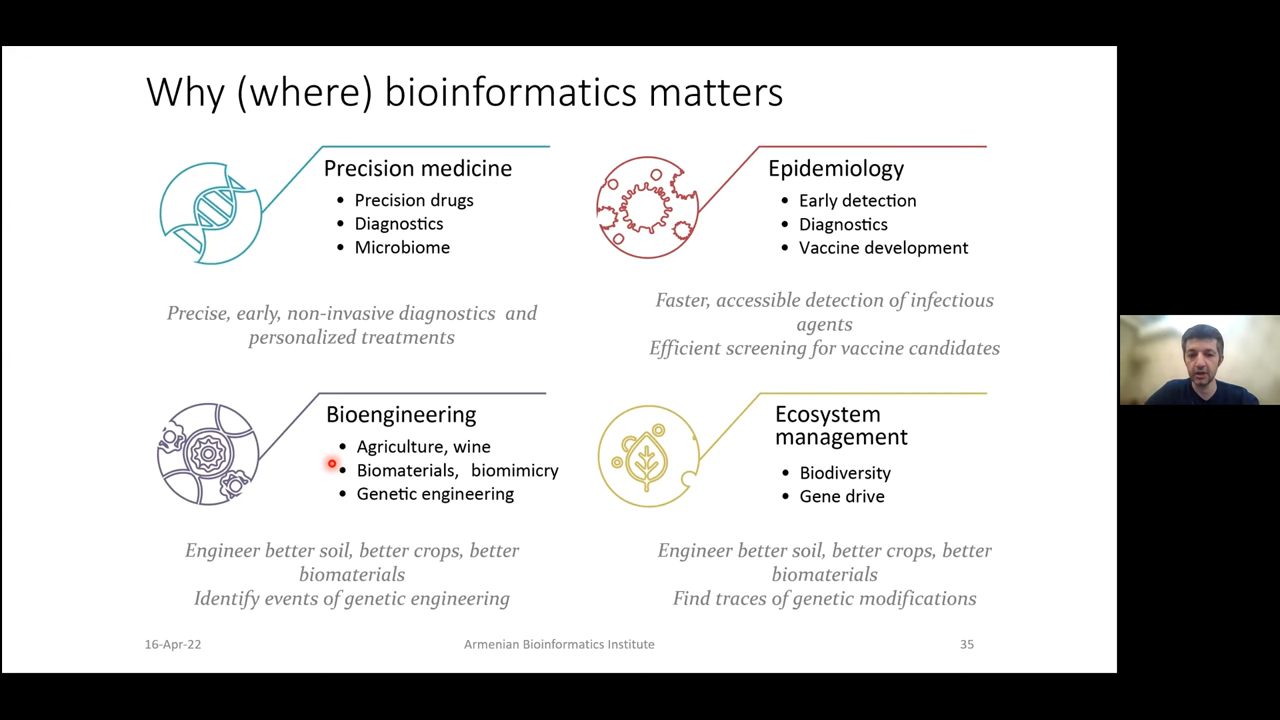 Why (where) bioinformatics matters
Precision medicine
• Precision drugs
• Diagnostics
• Microbiome
Precise, early, non-invasive diagnostics and
personalized treatments
Epidemiology
• Early detection
• Diagnostics
• Vaccine development
Faster, accessible detection of infectious
agents
Efficient screening for vaccine candidates
Bioengineering
• Agriculture, wine
• Biomaterials, biomimicry
• Genetic engineering
Engineer better soil, better crops, better
biomaterials
Identify events of genetic engineering
Ecosystem
management
• Biodiversity
• Gene drive
Engineer better soil, better crops, better
biomaterials
Find traces of genetic modifications
16-Apr-22
Armenian Bioinformatics Institute
35